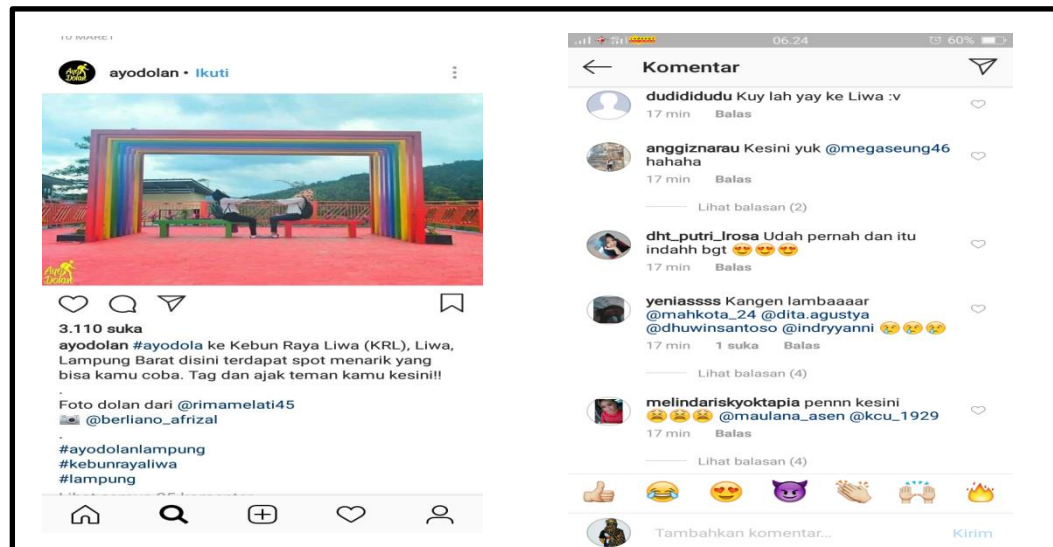 10 MARET
ayodolan • Ikuti
Ayo
Dolan
3.110 suka
ayodolan #ayodola ke Kebun Raya Liwa (KRL), Liwa,
Lampung Barat disini terdapat spot menarik yang
bisa kamu coba. Tag dan ajak teman kamu kesini!!
.
Foto dolan dari @rimamelati45
📷 @berliano_afrizal
.
#ayodolanlampung
#kebunrayaliwa
#lampung
06.24 60%
Komentar
dudididudu Kuy lah yay ke Liwa :v
17 min Balas
anggiznarau Kesini yuk @megaseung46
hahaha
17 min Balas
Lihat balasan (2)
dht_putri_lrosa Udah pernah dan itu
indahh bgt 😍😍😍
17 min Balas
yeniassss Kangen lambaaaar
@mahkota_24 @dita.agustya
@dhuwinsantoso @indryyanni 😢😢😢
17 min 1 suka Balas
Lihat balasan (4)
melindariskyoktapia pennn kesini
😫😫😫 @maulana_asen @kcu_1929
17 min Balas
Lihat balasan (4)
👍🏼 😂 😍 😈 👏🏼 🙌🏼 🔥
Tambahkan komentar... Kirim